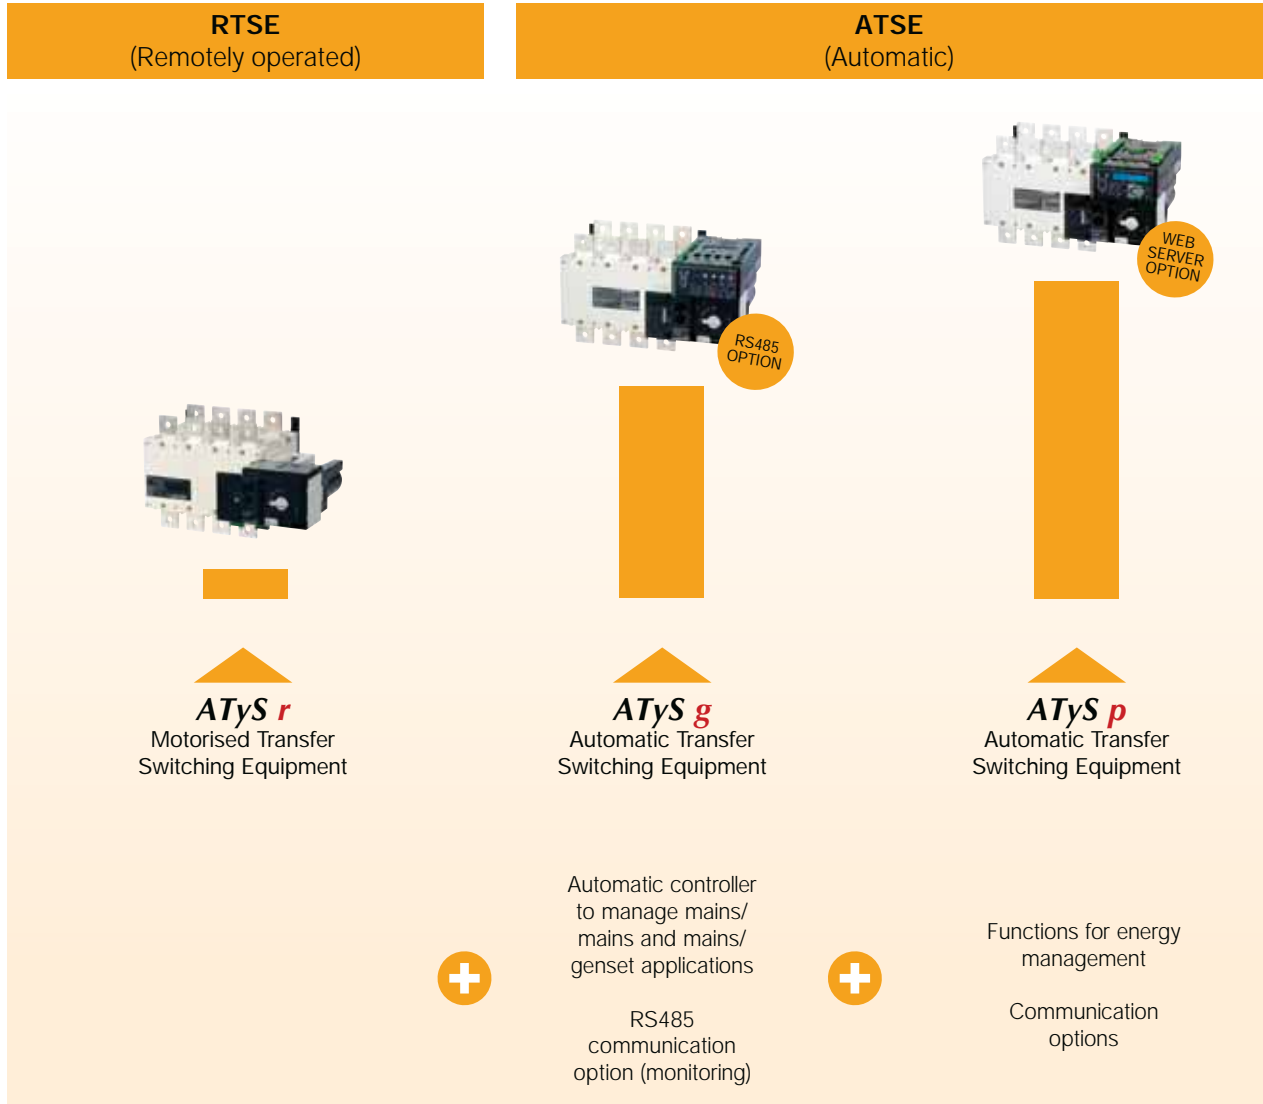 RTSE
(Remotely operated)
ATSE
(Automatic)
WEB
SERVER
OPTION
RS485
OPTION
ATyS r
Motorised Transfer
Switching Equipment
ATyS g
Automatic Transfer
Switching Equipment
ATyS p
Automatic Transfer
Switching Equipment
Automatic controller
to manage mains/
mains and mains/
genset applications
RS485
communication
option (monitoring)
Functions for energy
management
Communication
options